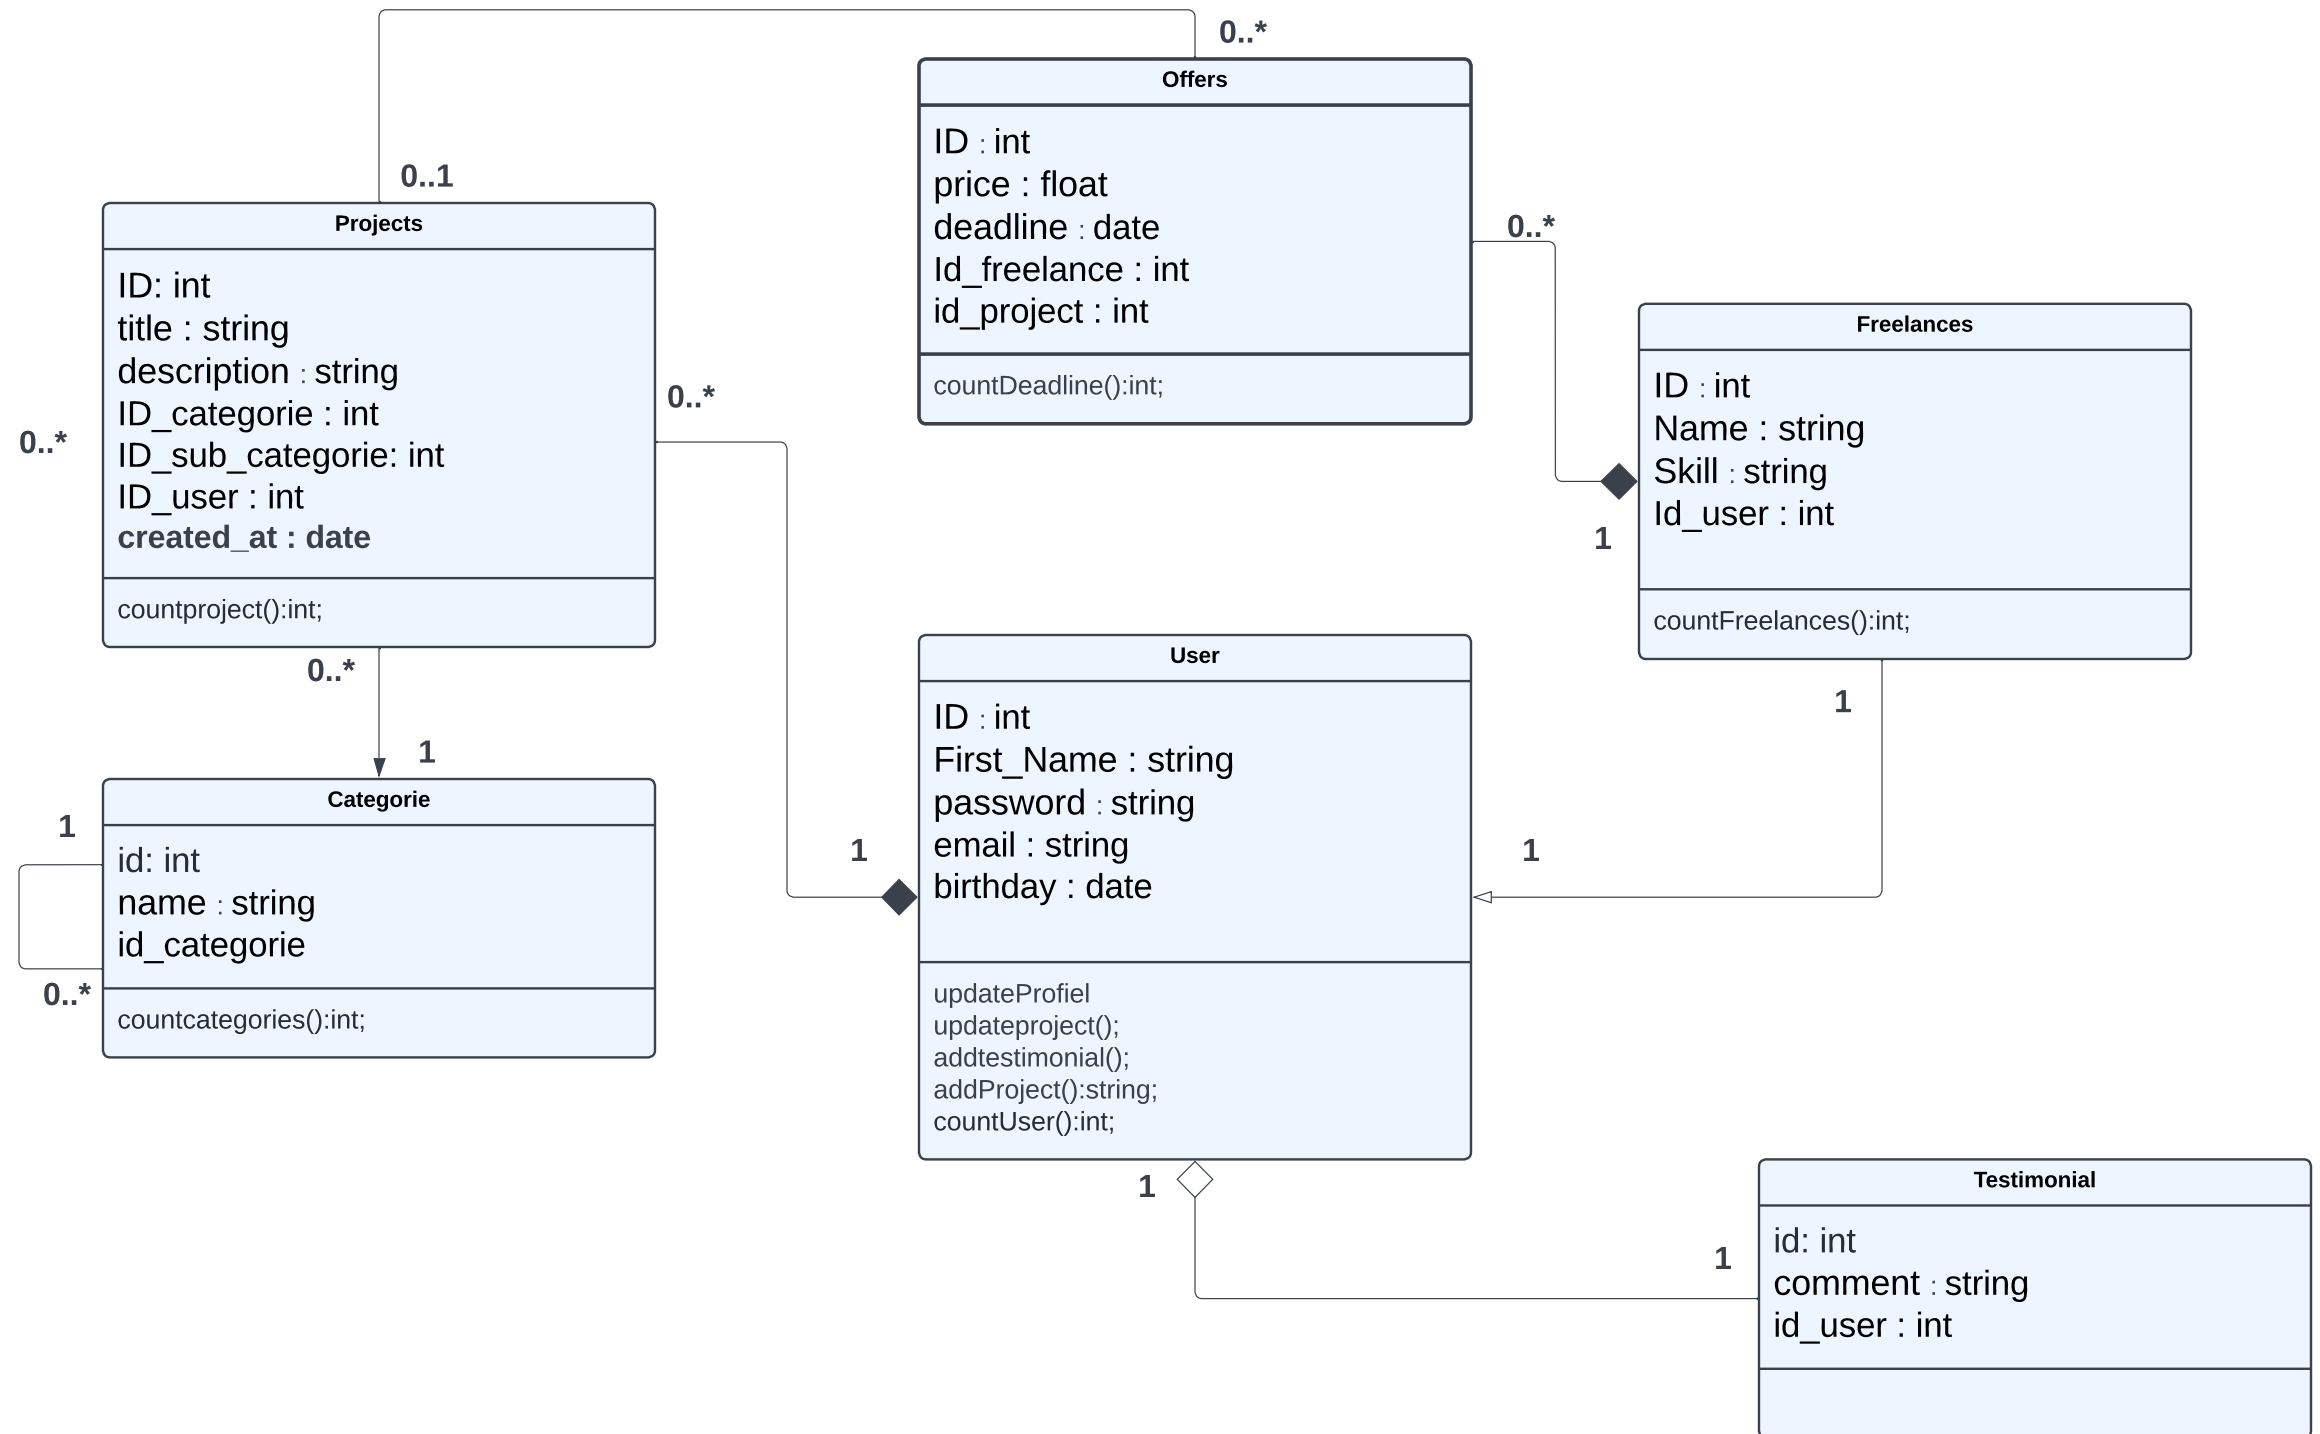 0..*
Offers
ID : int
price : float
deadline : date
Id_freelance : int
id_project : int
countDeadline():int;
0..1
Projects
ID: int
title : string
description : string
ID_categorie : int
ID_sub_categorie: int
ID_user : int
created_at : date
countproject():int;
0..*
0..*
0..*
1
Freelances
ID : int
Name : string
Skill : string
Id_user : int
countFreelances():int;
1
0..*
1
Categorie
id: int
name : string
id_categorie
countcategories():int;
1
0..*
User
ID : int
First_Name : string
password : string
email : string
birthday : date
updateProfiel
updateproject();
addtestimonial();
addProject():string;
countUser():int;
1
1
1
1
Testimonial
id: int
comment : string
id_user : int